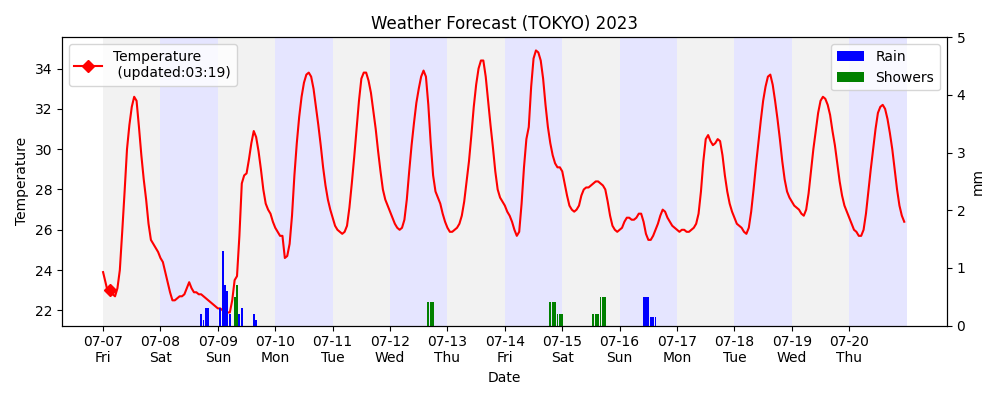 Weather Forecast (TOKYO) 2023
Temperature
(updated:03:19)
Rain
Showers
Temperature
34
32
30
28
26
24
22
5
4
3
2
1
0
mm
07-07 07-08 07-09 07-10 07-11 07-12 07-13 07-14 07-15 07-16 07-17 07-18 07-19 07-20
Fri Sat Sun Mon Tue Wed Thu Fri Sat Sun Mon Tue Wed Thu
Date